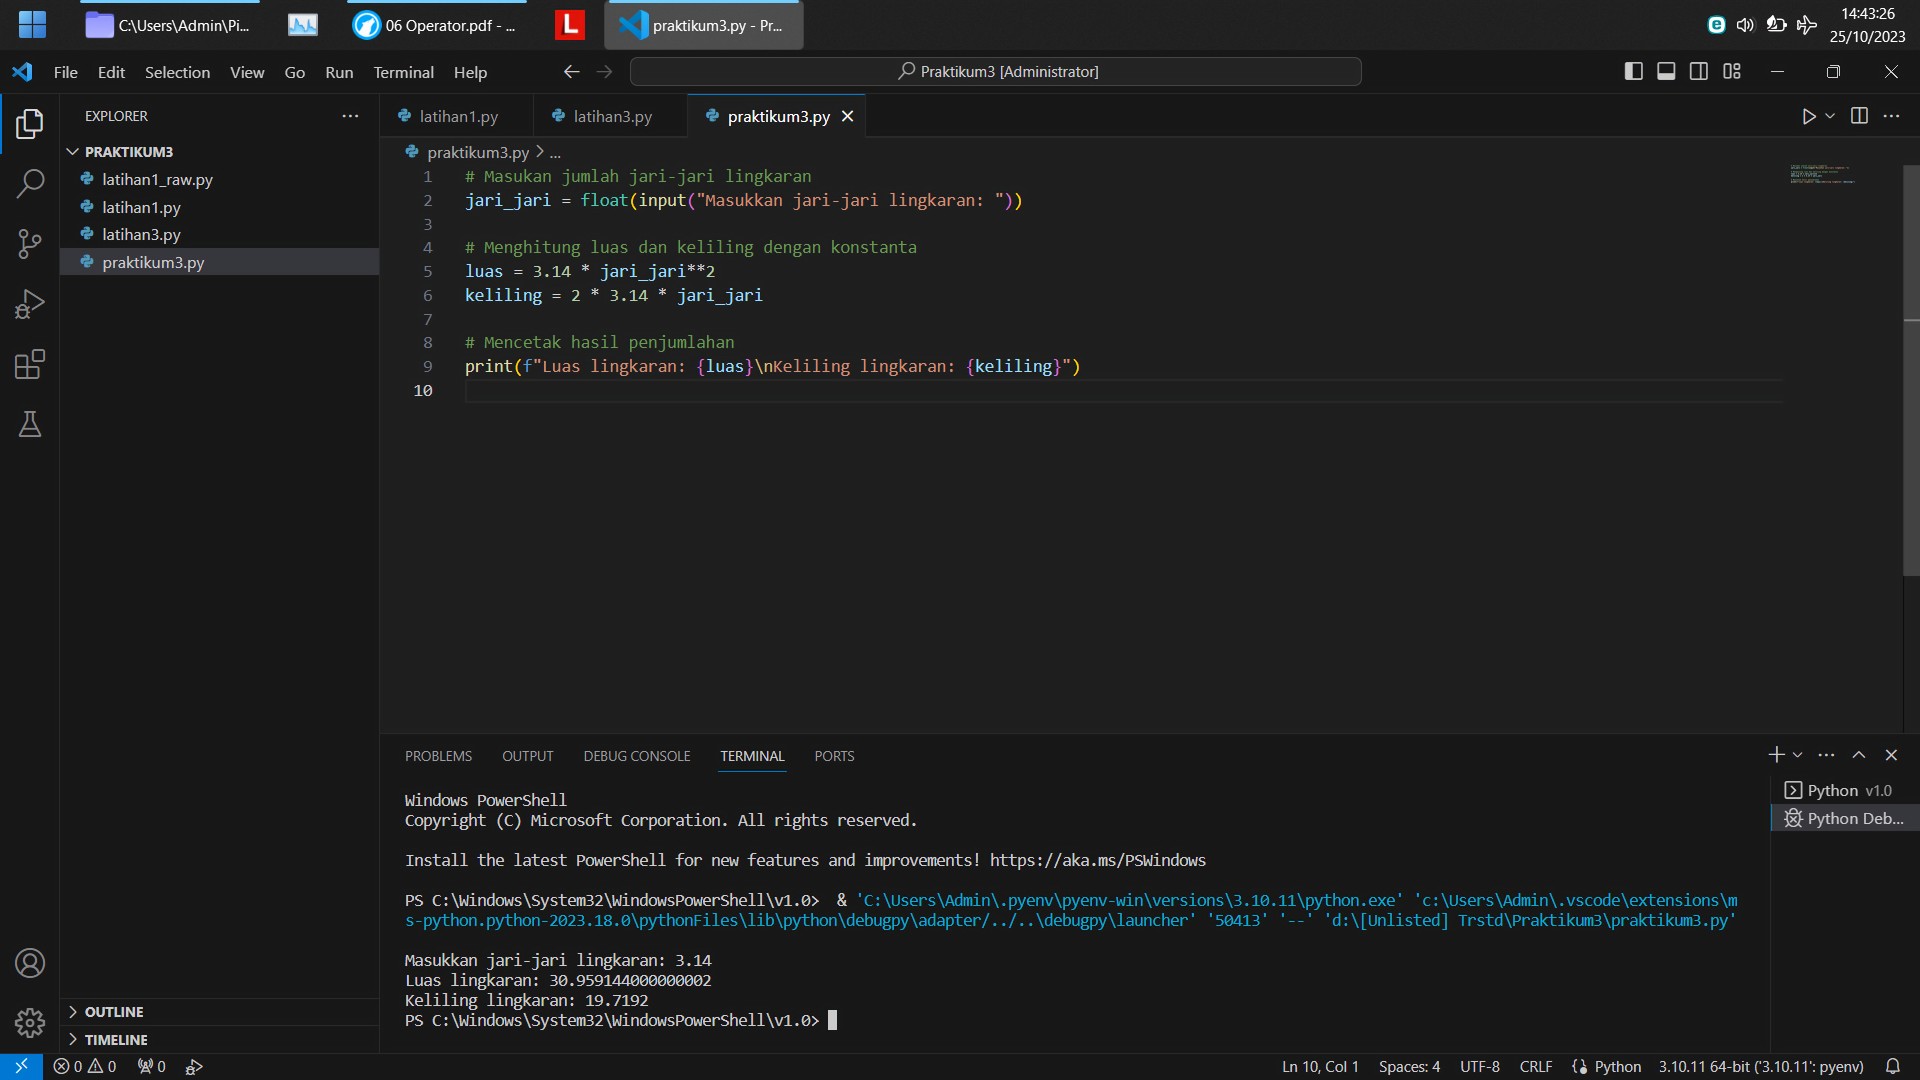 C:\Users\Admin\Pi...
06 Operator.pdf - ...
L
praktikum3.py - Pr...
14:43:26
25/10/2023
File Edit Selection View Go Run Terminal Help
Praktikum3 [Administrator]
EXPLORER
PRAKTIKUM3
latihan1_raw.py
latihan1.py
latihan3.py
praktikum3.py
OUTLINE
TIMELINE
latihan1.py
latihan3.py
praktikum3.py
praktikum3.py > ...
1 # Masukan jumlah jari-jari lingkaran
2 jari_jari = float(input("Masukkan jari-jari lingkaran: "))
3
4 # Menghitung luas dan keliling dengan konstanta
5 luas = 3.14 * jari_jari**2
6 keliling = 2 * 3.14 * jari_jari
7
8 # Mencetak hasil penjumlahan
9 print(f"Luas lingkaran: {luas}\nKeliling lingkaran: {keliling}")
10
PROBLEMS OUTPUT DEBUG CONSOLE TERMINAL PORTS
Windows PowerShell
Copyright (C) Microsoft Corporation. All rights reserved.
Install the latest PowerShell for new features and improvements! https://aka.ms/PSWindows
PS C:\Windows\System32\WindowsPowerShell\v1.0>  & 'C:\Users\Admin\.pyenv\pyenv-win\versions\3.10.11\python.exe' 'c:\Users\Admin\.vscode\extensions\m
s-python.python-2023.18.0\pythonFiles\lib\python\debugpy\adapter/../..\debugpy\launcher' '50413' '--' 'd:\[Unlisted] Trstd\Praktikum3\praktikum3.py'
Masukkan jari-jari lingkaran: 3.14
Luas lingkaran: 30.959144000000002
Keliling lingkaran: 19.7192
PS C:\Windows\System32\WindowsPowerShell\v1.0>
Python v1.0
Python Deb...
0 0 0
Ln 10, Col 1 Spaces: 4 UTF-8 CRLF Python 3.10.11 64-bit ('3.10.11': pyenv)